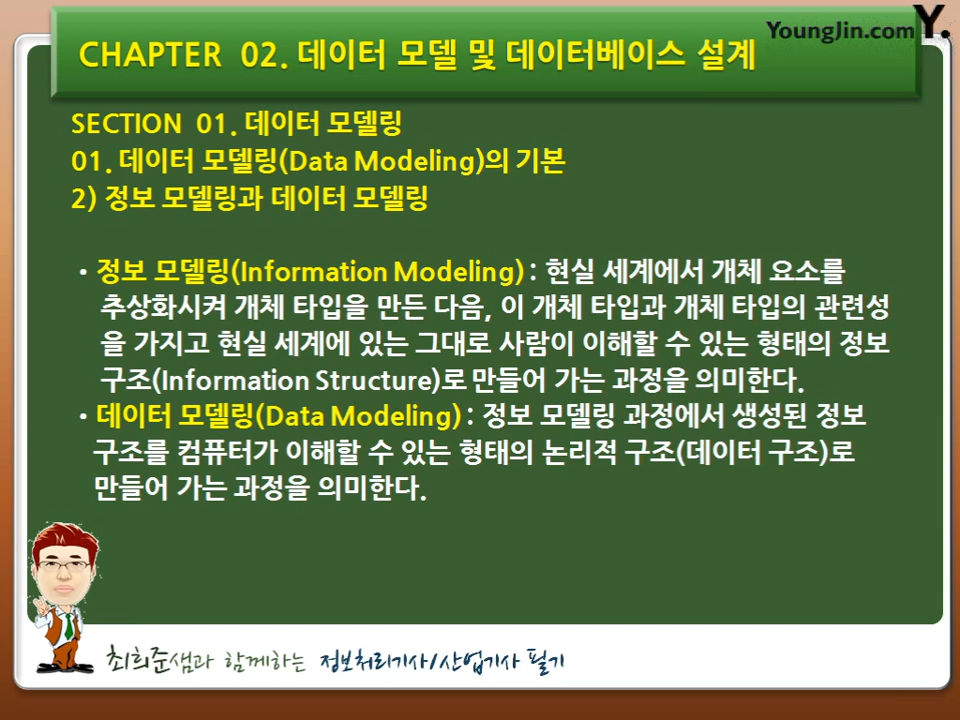 YoungJin.com Y.
CHAPTER 02. 데이터 모델 및 데이터베이스 설계
SECTION 01. 데이터 모델링
01. 데이터 모델링(Data Modeling)의 기본
2) 정보 모델링과 데이터 모델링
• 정보 모델링(Information Modeling) : 현실 세계에서 개체 요소를
추상화시켜 개체 타입을 만든 다음, 이 개체 타입과 개체 타입의 관련성
을 가지고 현실 세계에 있는 그대로 사람이 이해할 수 있는 형태의 정보
구조(Information Structure)로 만들어 가는 과정을 의미한다.
• 데이터 모델링(Data Modeling) : 정보 모델링 과정에서 생성된 정보
구조를 컴퓨터가 이해할 수 있는 형태의 논리적 구조(데이터 구조)로
만들어 가는 과정을 의미한다.
최희준샘과 함께하는 정보처리기사/산업기사 필기